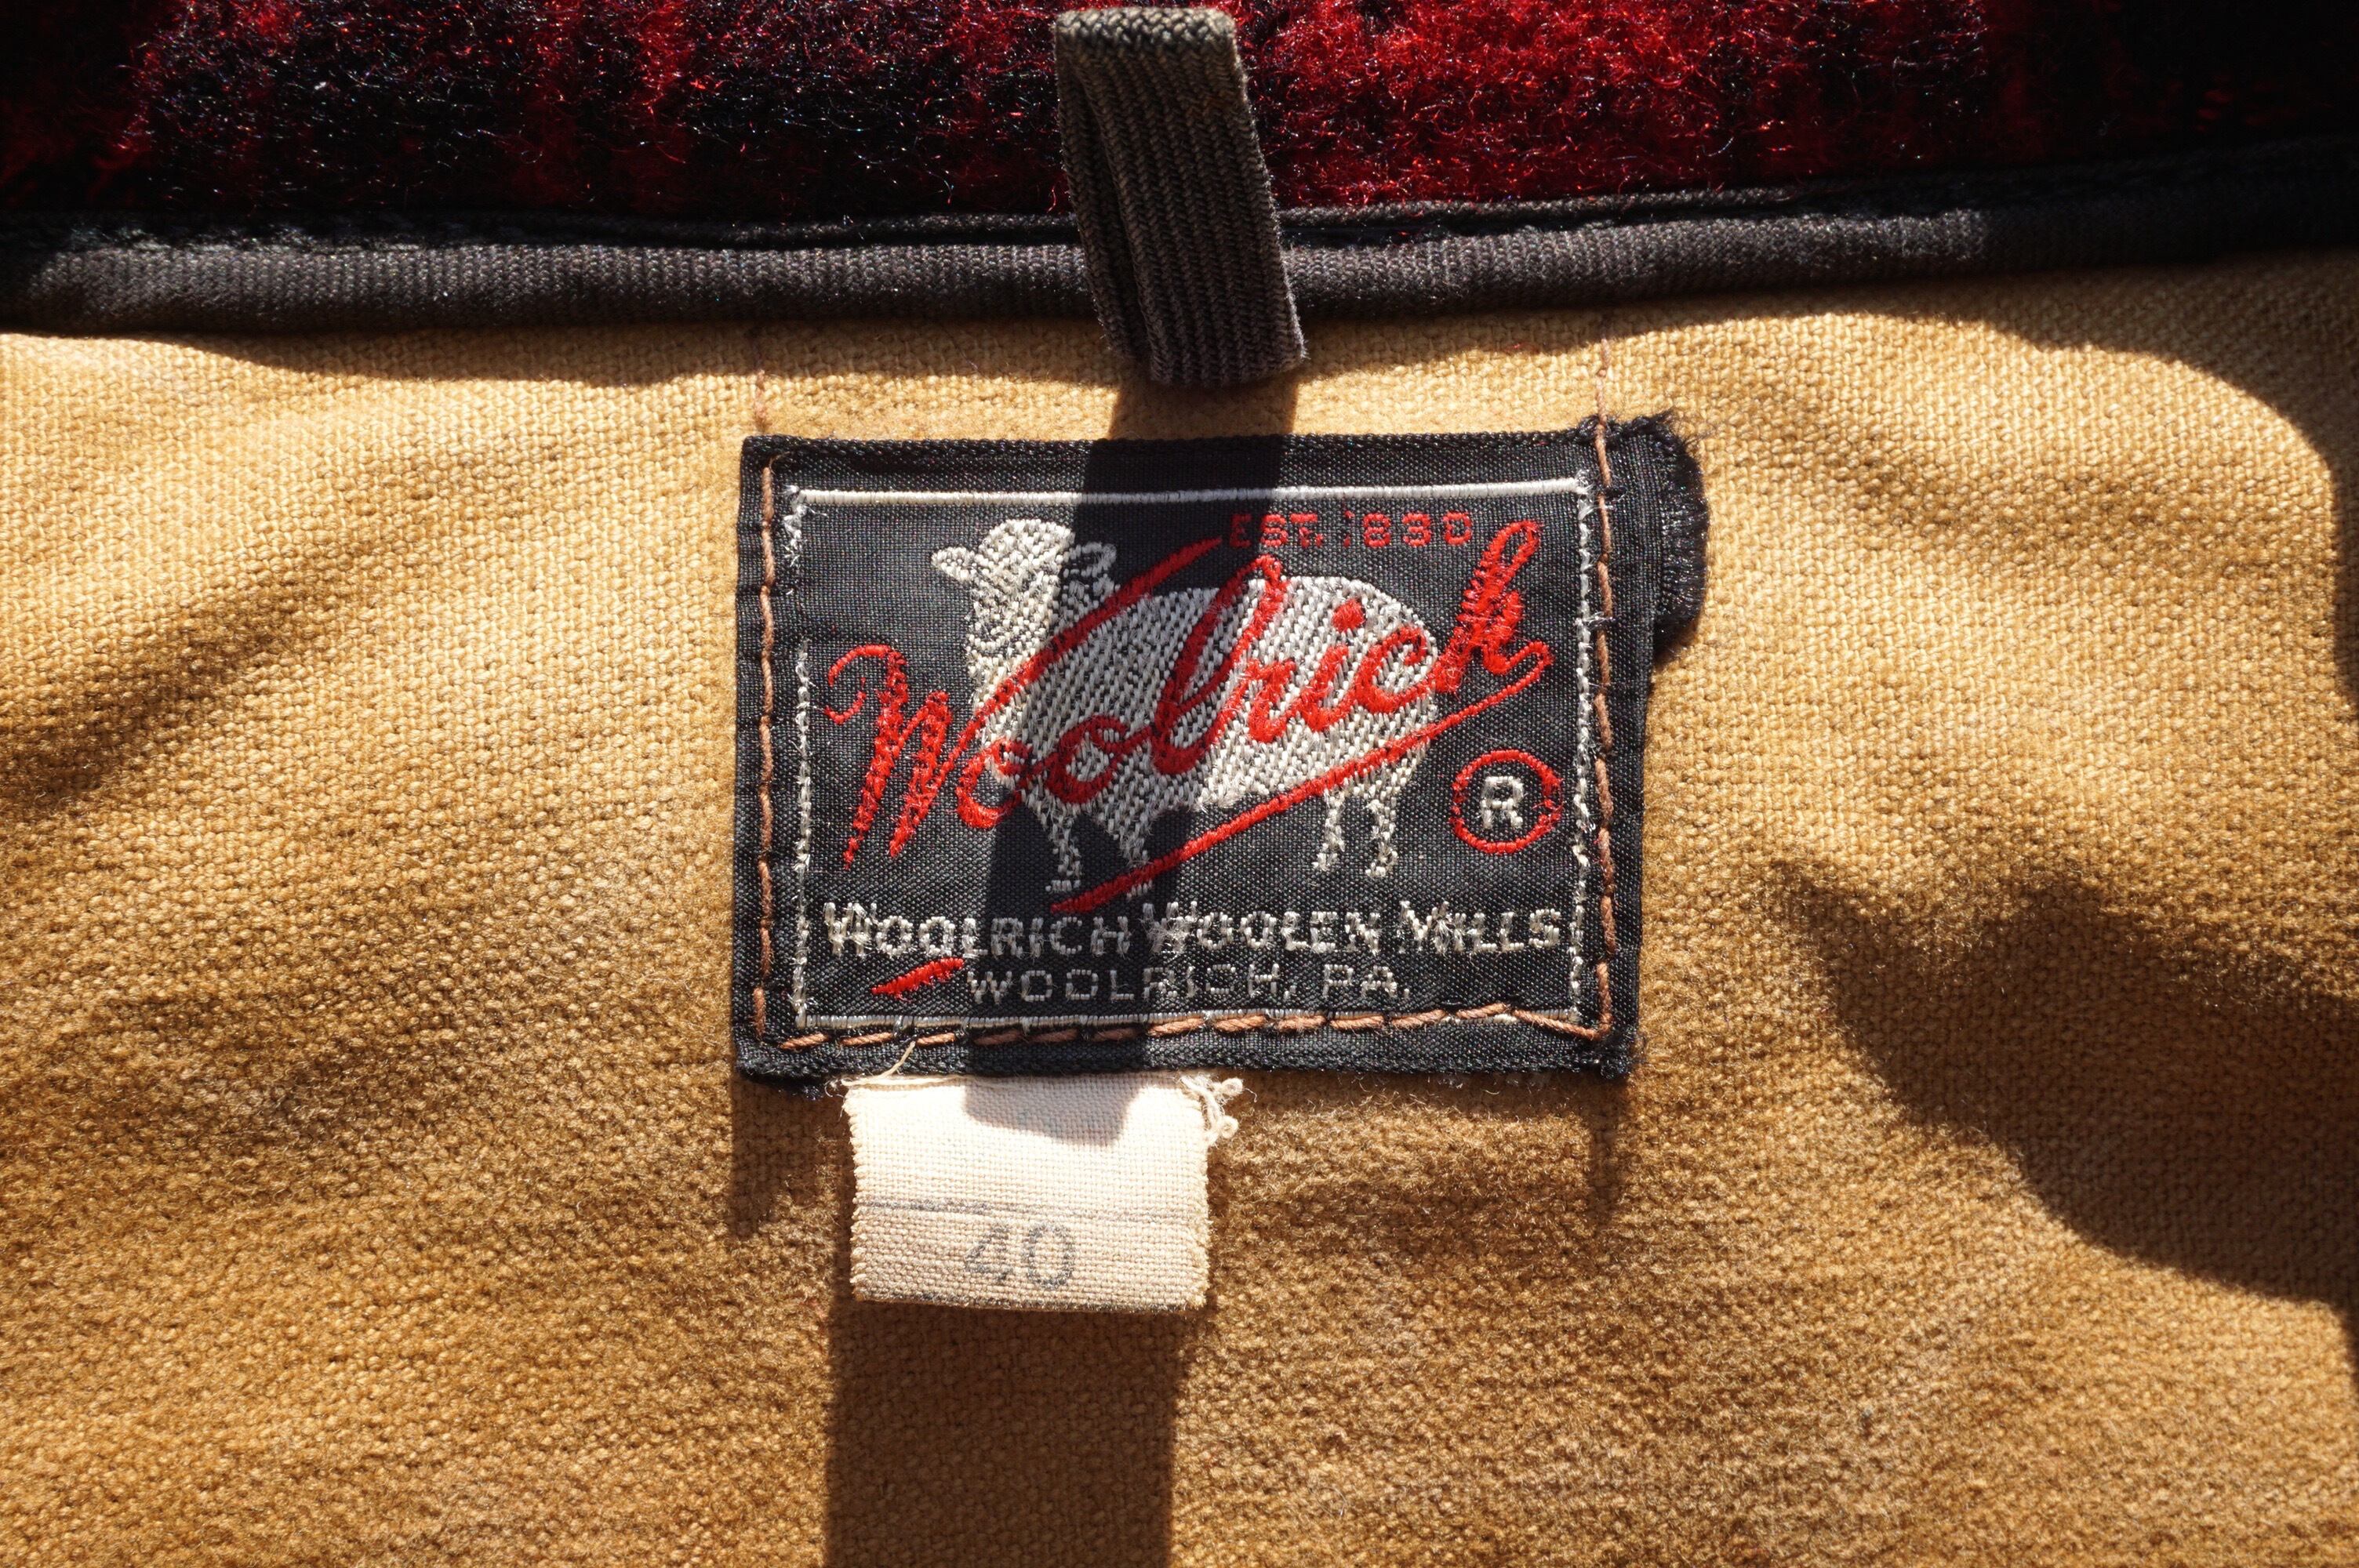 EST. 1830
Woolrich
R
WOOLRICH WOOLEN MILLS
WOOLRICH, PA.
40